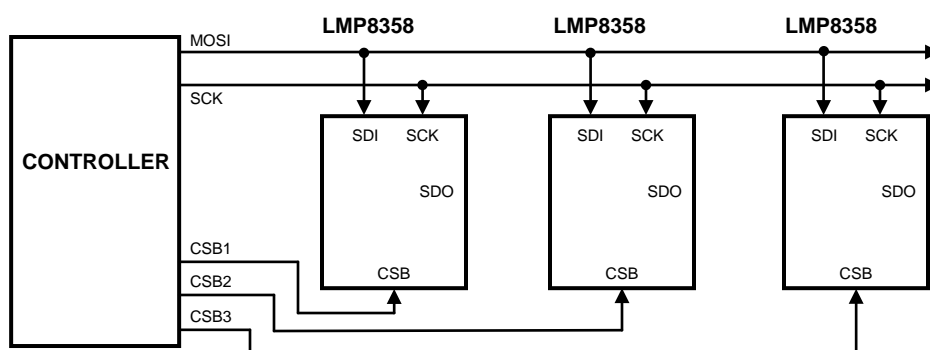 LMP8358 LMP8358 LMP8358
MOSI
SCK
SDI SCK SDI SCK SDI SCK
CONTROLLER
SDO SDO SDO
CSB1
CSB CSB CSB
CSB2
CSB3